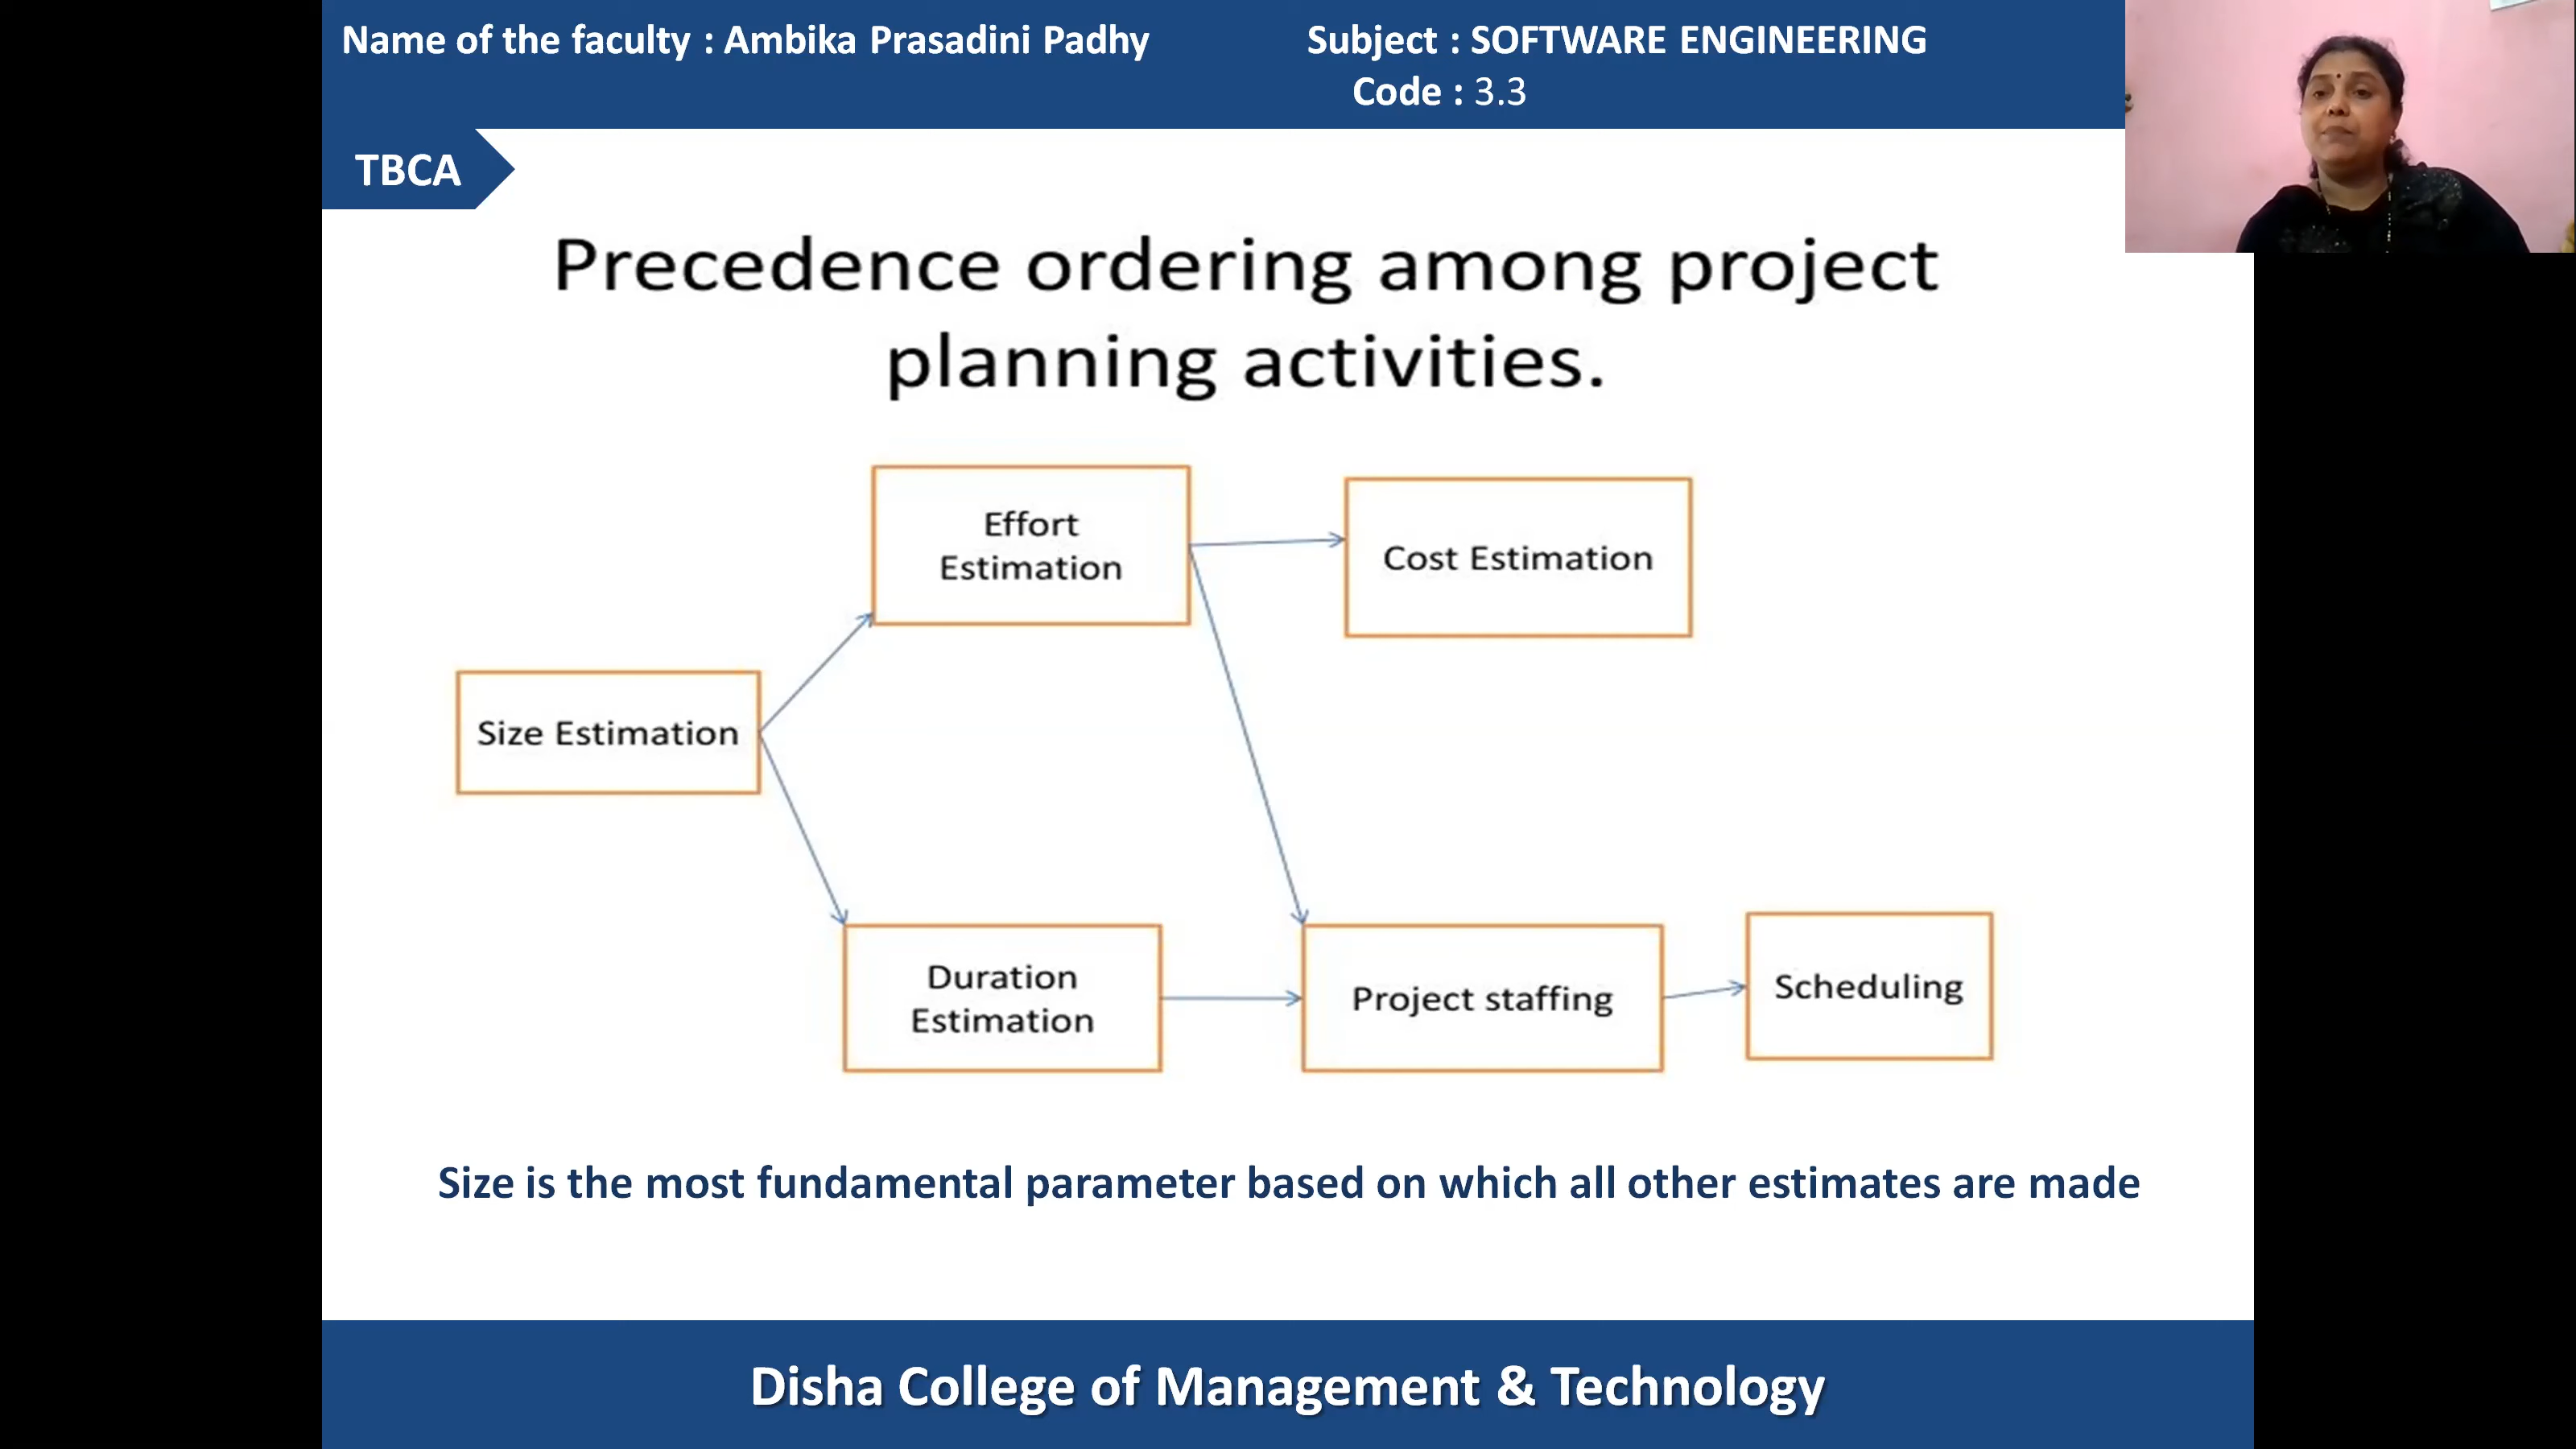 Name of the faculty : Ambika Prasadini Padhy
Subject : SOFTWARE ENGINEERING
Code : 3.3
TBCA
Precedence ordering among project
planning activities.
Effort
Estimation
Cost Estimation
Size Estimation
Duration
Estimation
Project staffing
Scheduling
Size is the most fundamental parameter based on which all other estimates are made
Disha College of Management & Technology